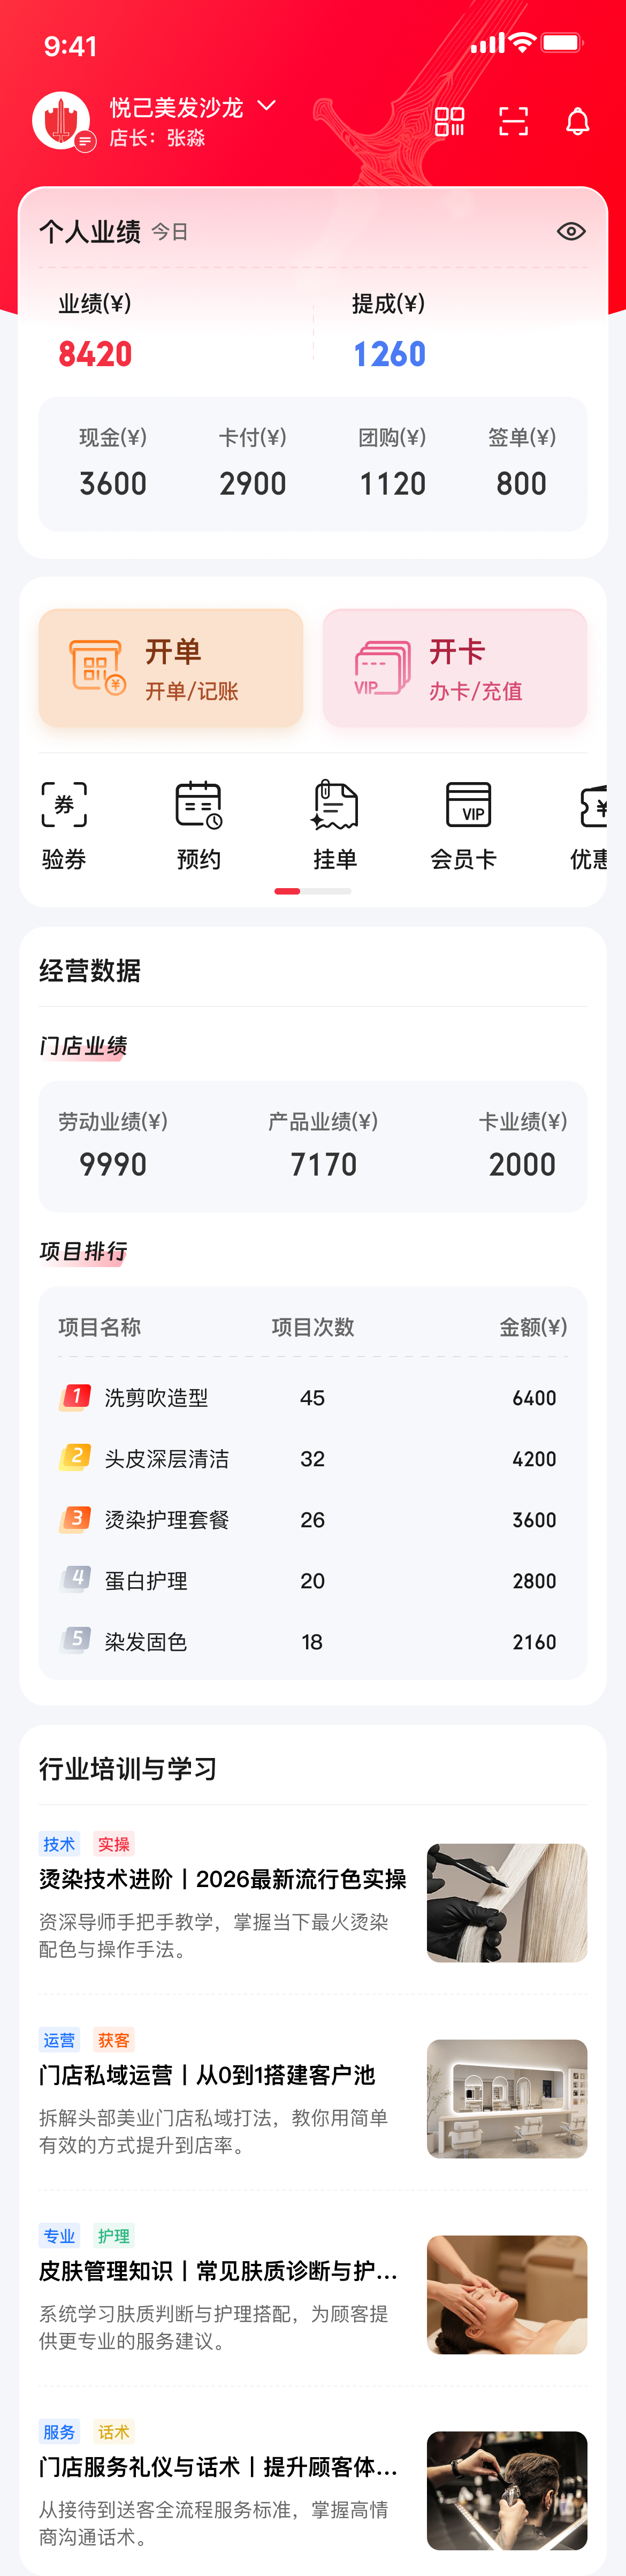 9:41
悦己美发沙龙
店长：张淼
个人业绩 今日
业绩(¥) 提成(¥)
8420 1260
现金(¥) 卡付(¥) 团购(¥) 签单(¥)
3600 2900 1120 800
开单 开卡
开单/记账 VIP 办卡/充值
券 VIP ¥
验券 预约 挂单 会员卡 优惠
经营数据
门店业绩
劳动业绩(¥) 产品业绩(¥) 卡业绩(¥)
9990 7170 2000
项目排行
项目名称 项目次数 金额(¥)
1 洗剪吹造型 45 6400
2 头皮深层清洁 32 4200
3 烫染护理套餐 26 3600
4 蛋白护理 20 2800
5 染发固色 18 2160
行业培训与学习
技术 实操
烫染技术进阶丨2026最新流行色实操
资深导师手把手教学，掌握当下最火烫染
配色与操作手法。
运营 获客
门店私域运营丨从0到1搭建客户池
拆解头部美业门店私域打法，教你用简单
有效的方式提升到店率。
专业 护理
皮肤管理知识丨常见肤质诊断与护...
系统学习肤质判断与护理搭配，为顾客提
供更专业的服务建议。
服务 话术
门店服务礼仪与话术丨提升顾客体...
从接待到送客全流程服务标准，掌握高情
商沟通话术。